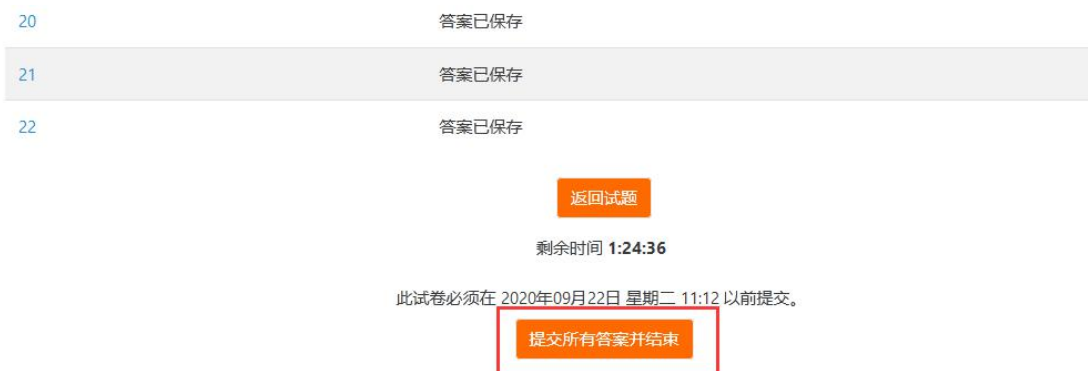 20 答案已保存
21 答案已保存
22 答案已保存
返回试题
剩余时间 1:24:36
此试卷必须在 2020年09月22日 星期二 11:12 以前提交。
提交所有答案并结束